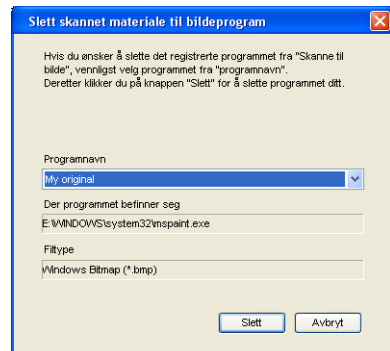 Slett skannet materiale til bildeprogram
Hvis du ønsker å slette det registrerte programmet fra "Skanne til
bilde", vennligst velg programmet fra "programnavn".
Deretter klikker du på knappen "Slett" for å slette programmet ditt.
Programnavn
My original
Der programmet befinner seg
E:\WINDOWS\system32\mspaint.exe
Filtype
Windows Bitmap (*.bmp)
Slett
Avbryt